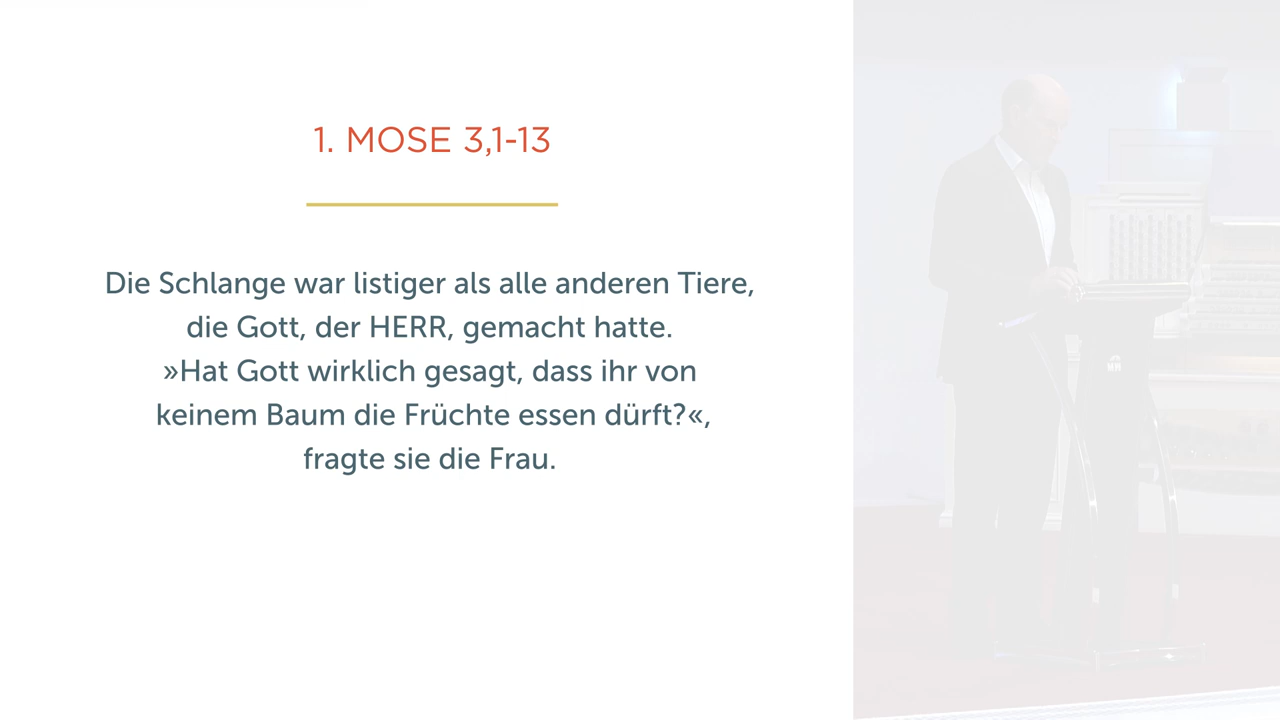 1. MOSE 3,1-13
Die Schlange war listiger als alle anderen Tiere,
die Gott, der HERR, gemacht hatte.
»Hat Gott wirklich gesagt, dass ihr von
keinem Baum die Früchte essen dürft?«,
fragte sie die Frau.